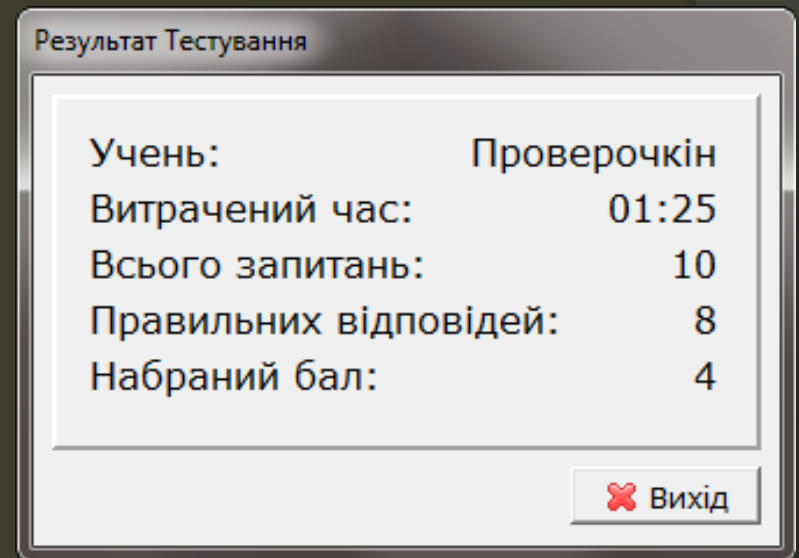 Результат Тестування
Учень: Проверочкін
Витрачений час: 01:25
Всього запитань: 10
Правильних відповідей: 8
Набраний бал: 4
Вихід